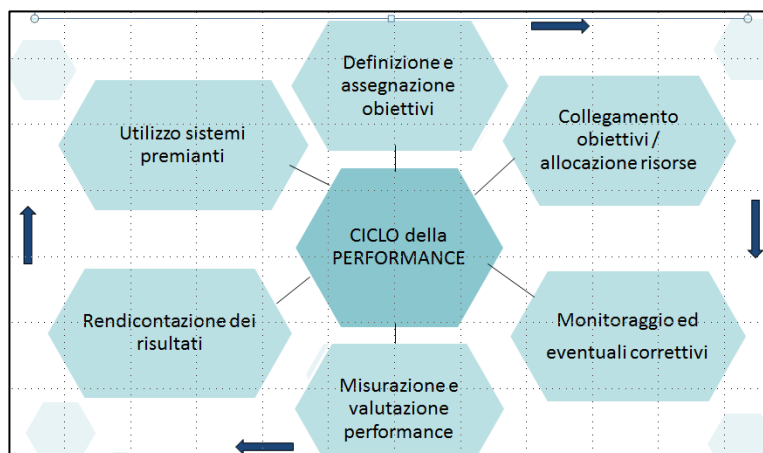 Definizione e
assegnazione
obiettivi
Collegamento
obiettivi /
allocazione risorse
Monitoraggio ed
eventuali correttivi
Misurazione e
valutazione
performance
Rendicontazione dei
risultati
Utilizzo sistemi
premianti
CICLO della
PERFORMANCE